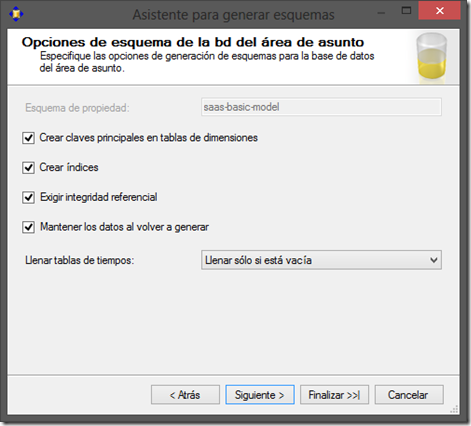 Asistente para generar esquemas
Opciones de esquema de la bd del área de asunto
Especifique las opciones de generación de esquemas para la base de datos
del área de asunto.
Esquema de propiedad:
saas-basic-model
Crear claves principales en tablas de dimensiones
Crear índices
Exigir integridad referencial
Mantener los datos al volver a generar
Llenar tablas de tiempos:
Llenar sólo si está vacía
< Atrás
Siguiente >
Finalizar >>|
Cancelar